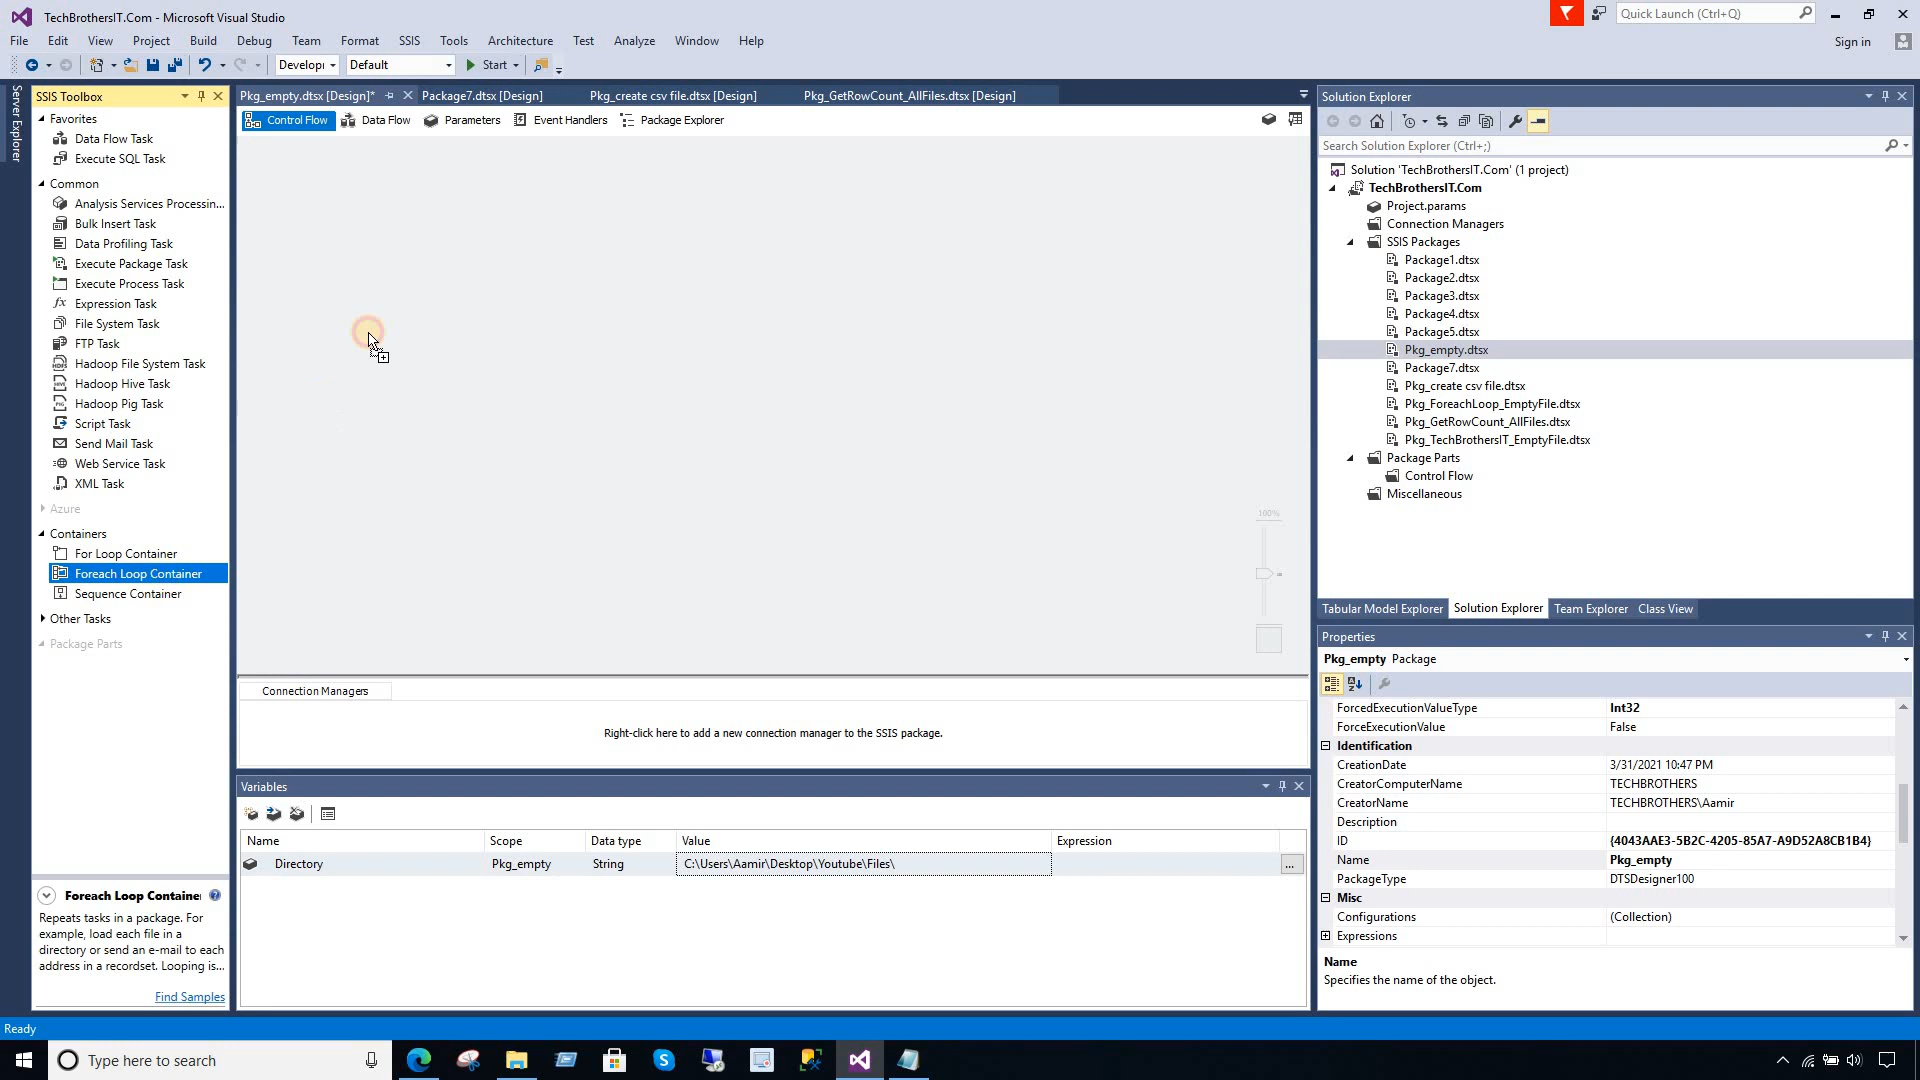 TechBrothersIT.Com - Microsoft Visual Studio
Quick Launch (Ctrl+Q)
File Edit View Project Build Debug Team Format SSIS Tools Architecture Test Analyze Window Help
Sign in
Developi Default Start
Server Explorer
SSIS Toolbox
Favorites
Data Flow Task
Execute SQL Task
Common
Analysis Services Processin...
Bulk Insert Task
Data Profiling Task
Execute Package Task
Execute Process Task
Expression Task
File System Task
FTP Task
Hadoop File System Task
Hadoop Hive Task
Hadoop Pig Task
Script Task
Send Mail Task
Web Service Task
XML Task
Azure
Containers
For Loop Container
Foreach Loop Container
Sequence Container
Other Tasks
Package Parts
Foreach Loop Containe
Repeats tasks in a package. For
example, load each file in a
directory or send an e-mail to each
address in a recordset. Looping is...
Find Samples
Pkg_empty.dtsx [Design]* Package7.dtsx [Design] Pkg_create csv file.dtsx [Design] Pkg_GetRowCount_AllFiles.dtsx [Design]
Control Flow Data Flow Parameters Event Handlers Package Explorer
100%
Connection Managers
Right-click here to add a new connection manager to the SSIS package.
Variables
Name Scope Data type Value Expression
Directory Pkg_empty String C:\Users\Aamir\Desktop\Youtube\Files\ ...
Solution Explorer
Search Solution Explorer (Ctrl+;)
Solution 'TechBrothersIT.Com' (1 project)
TechBrothersIT.Com
Project.params
Connection Managers
SSIS Packages
Package1.dtsx
Package2.dtsx
Package3.dtsx
Package4.dtsx
Package5.dtsx
Pkg_empty.dtsx
Package7.dtsx
Pkg_create csv file.dtsx
Pkg_ForeachLoop_EmptyFile.dtsx
Pkg_GetRowCount_AllFiles.dtsx
Pkg_TechBrothersIT_EmptyFile.dtsx
Package Parts
Control Flow
Miscellaneous
Tabular Model Explorer Solution Explorer Team Explorer Class View
Properties
Pkg_empty Package
ForcedExecutionValueType Int32
ForceExecutionValue False
Identification
CreationDate 3/31/2021 10:47 PM
CreatorComputerName TECHBROTHERS
CreatorName TECHBROTHERS\Aamir
Description
ID {4043AAE3-5B2C-4205-85A7-A9D52A8CB1B4}
Name Pkg_empty
PackageType DTSDesigner100
Misc
Configurations (Collection)
Expressions
Name
Specifies the name of the object.
Ready
Type here to search